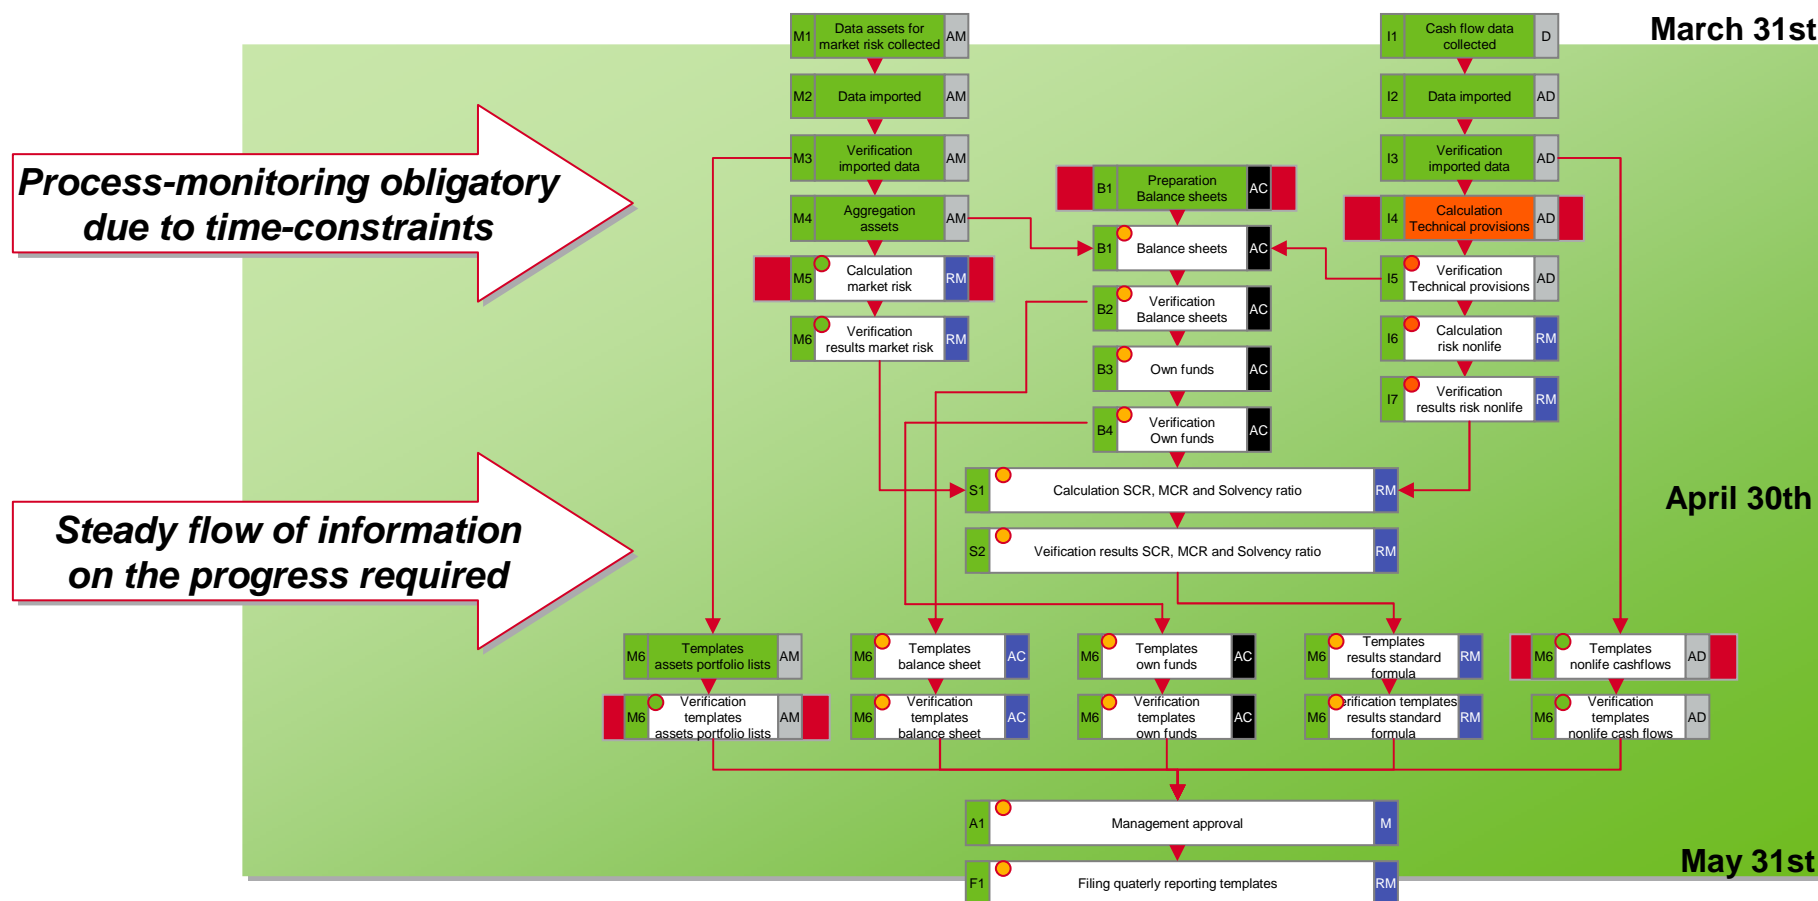 March 31st
M1
Data assets for
market risk collected
AM
I1
Cash flow data
collected
D
M2
Data imported
AM
I2
Data imported
AD
Process-monitoring obligatory
due to time-constraints
M3
Verification
imported data
AM
I3
Verification
imported data
AD
B1
Preparation
Balance sheets
AC
M4
Aggregation
assets
AM
I4
Calculation
Technical provisions
AD
B1
Balance sheets
AC
M5
Calculation
market risk
RM
I5
Verification
Technical provisions
AD
B2
Verification
Balance sheets
AC
M6
Verification
results market risk
RM
I6
Calculation
risk nonlife
RM
B3
Own funds
AC
I7
Verification
results risk nonlife
RM
B4
Verification
Own funds
AC
S1
Calculation SCR, MCR and Solvency ratio
RM
April 30th
Steady flow of information
on the progress required
S2
Veification results SCR, MCR and Solvency ratio
RM
M6
Templates
assets portfolio lists
AM
M6
Templates
balance sheet
AC
M6
Templates
own funds
AC
M6
Templates
results standard
formula
RM
M6
Templates
nonlife cashflows
AD
M6
Verification
templates
assets portfolio lists
AM
M6
Verification
templates
balance sheet
AC
M6
Verification
templates
own funds
AC
M6
erification templates
results standard
formula
RM
M6
Verification
templates
nonlife cash flows
AD
A1
Management approval
M
May 31st
F1
Filing quaterly reporting templates
RM